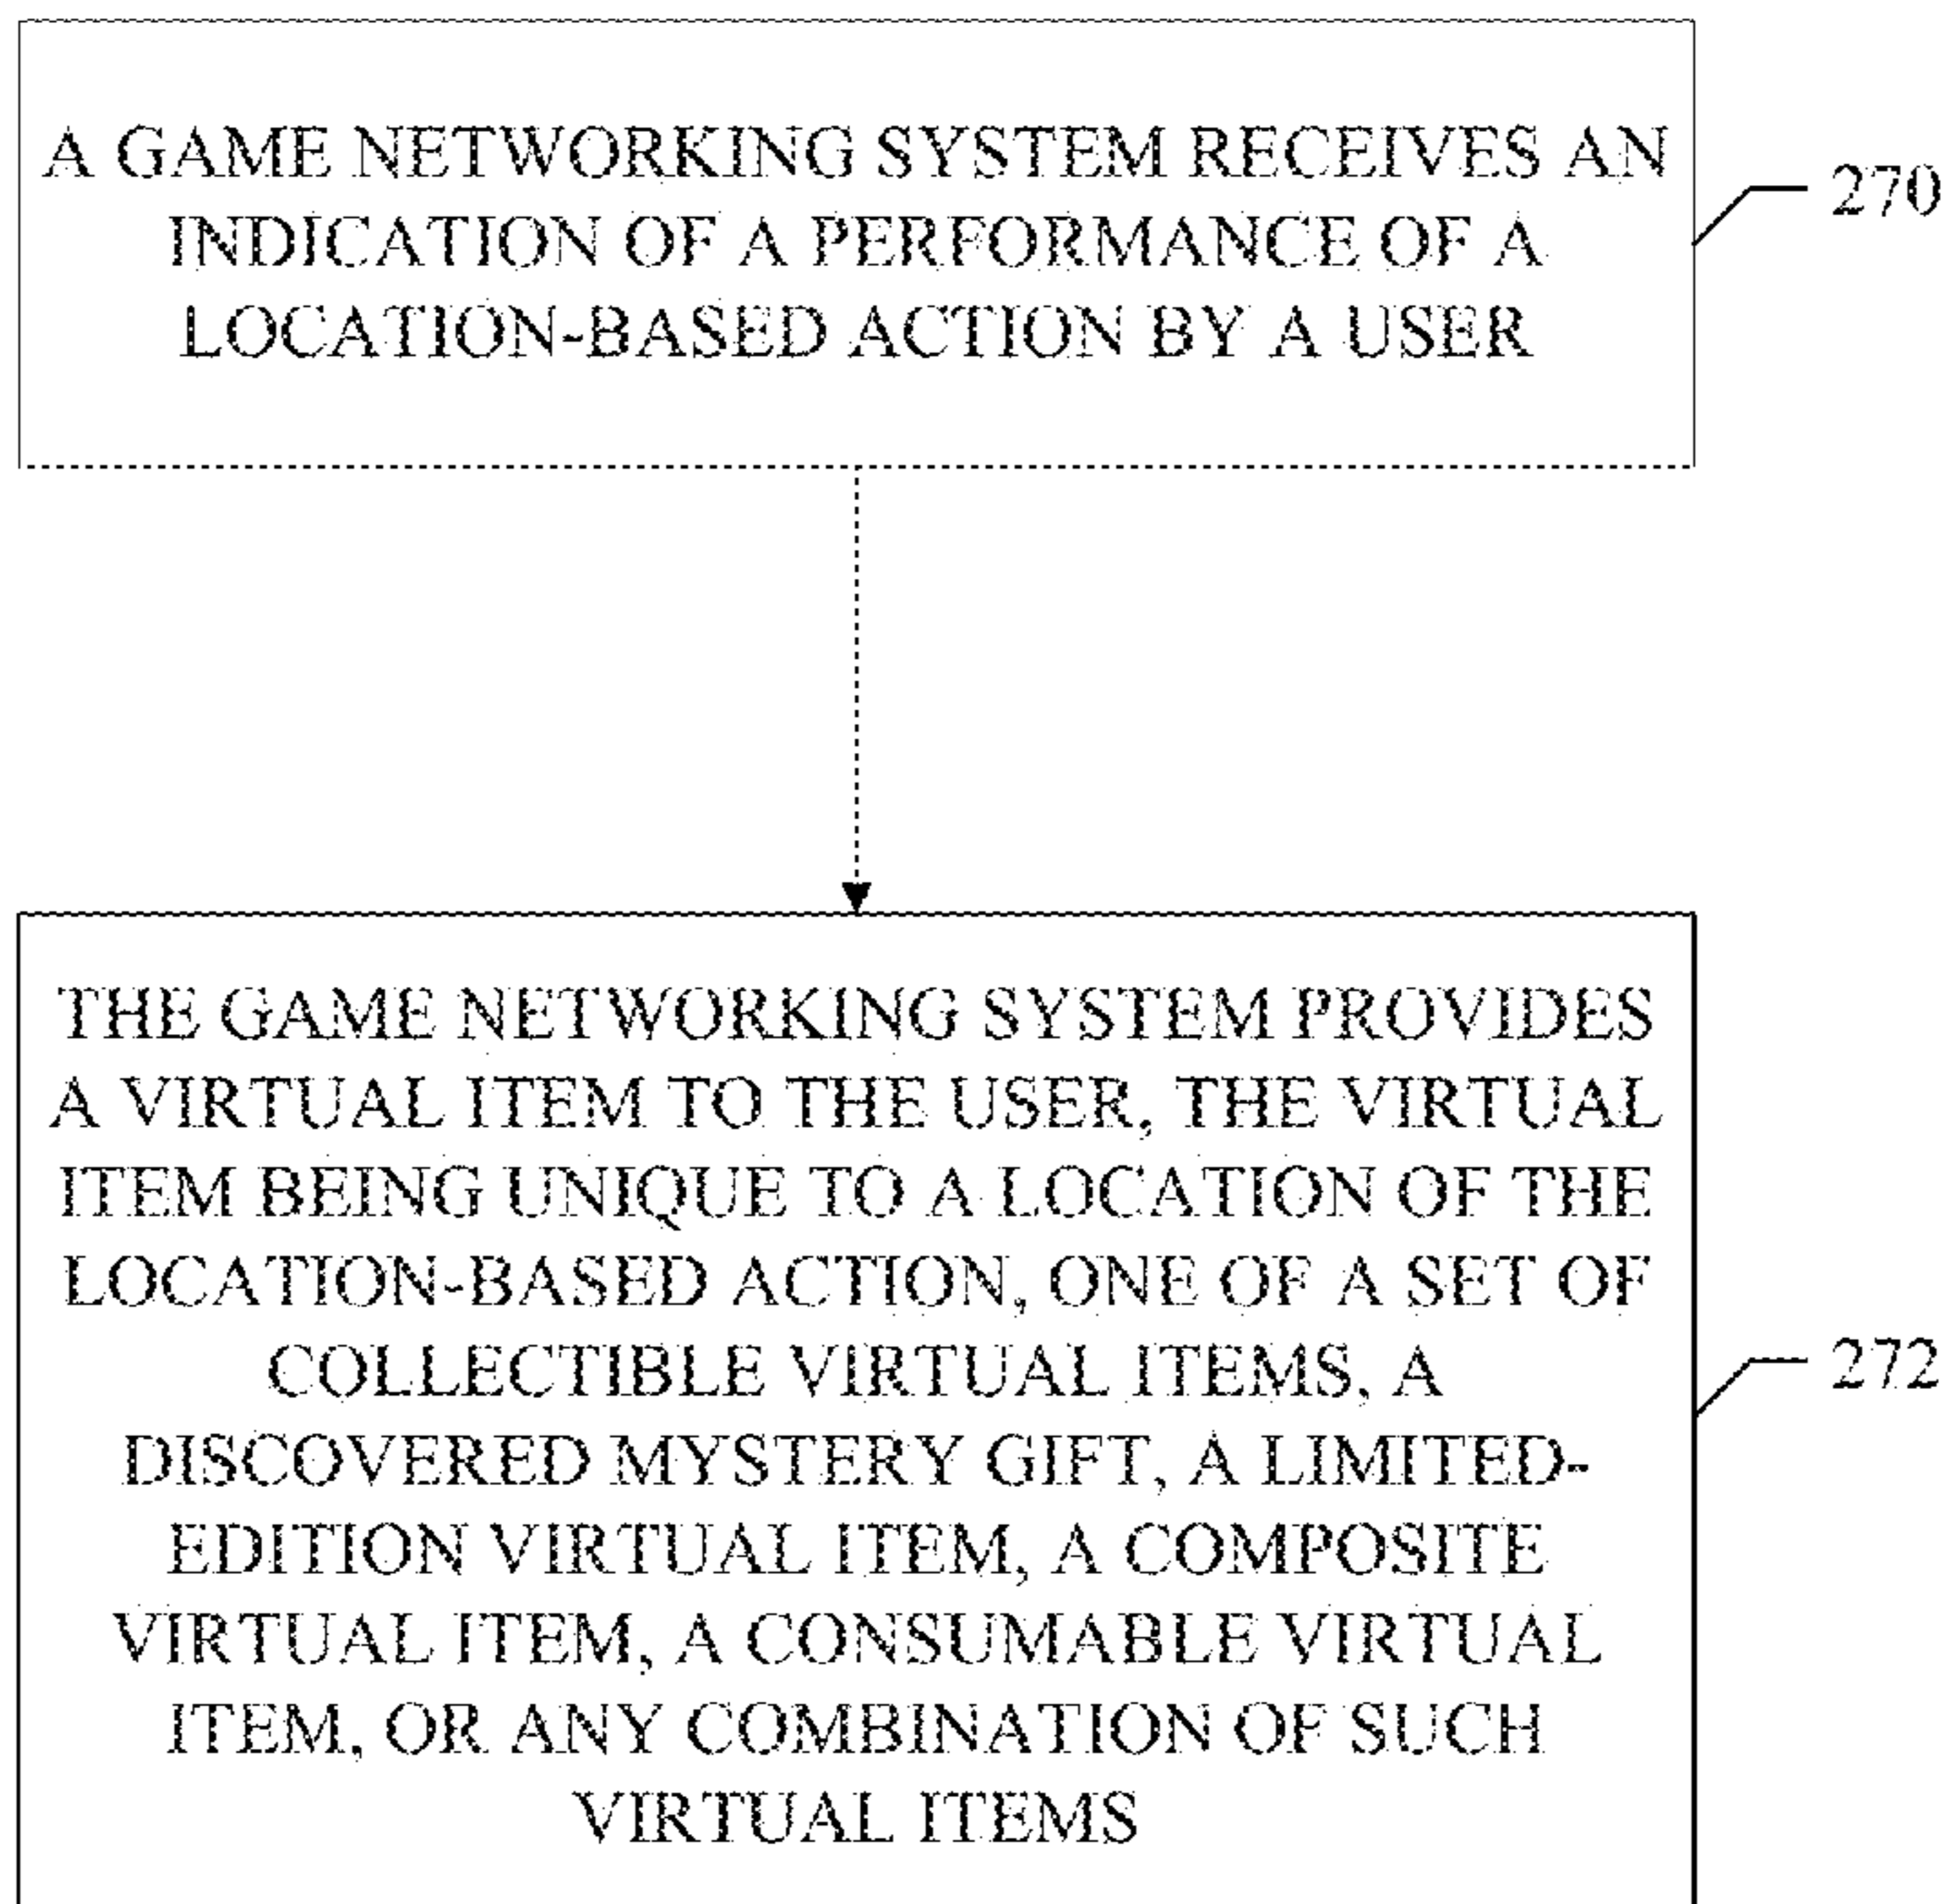 A GAME NETWORKING SYSTEM RECEIVES AN
INDICATION OF A PERFORMANCE OF A
LOCATION-BASED ACTION BY A USER
270
THE GAME NETWORKING SYSTEM PROVIDES
A VIRTUAL ITEM TO THE USER, THE VIRTUAL
ITEM BEING UNIQUE TO A LOCATION OF THE
LOCATION-BASED ACTION, ONE OF A SET OF
COLLECTIBLE VIRTUAL ITEMS, A
DISCOVERED MYSTERY GIFT, A LIMITED-
EDITION VIRTUAL ITEM, A COMPOSITE
VIRTUAL ITEM, A CONSUMABLE VIRTUAL
ITEM, OR ANY COMBINATION OF SUCH
VIRTUAL ITEMS
272